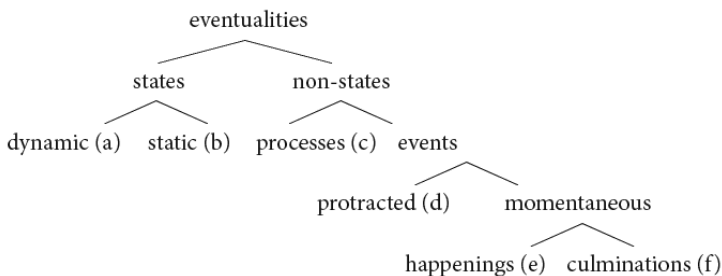 eventualities
states non-states
dynamic (a) static (b) processes (c) events
protracted (d) momentaneous
happenings (e) culminations (f)